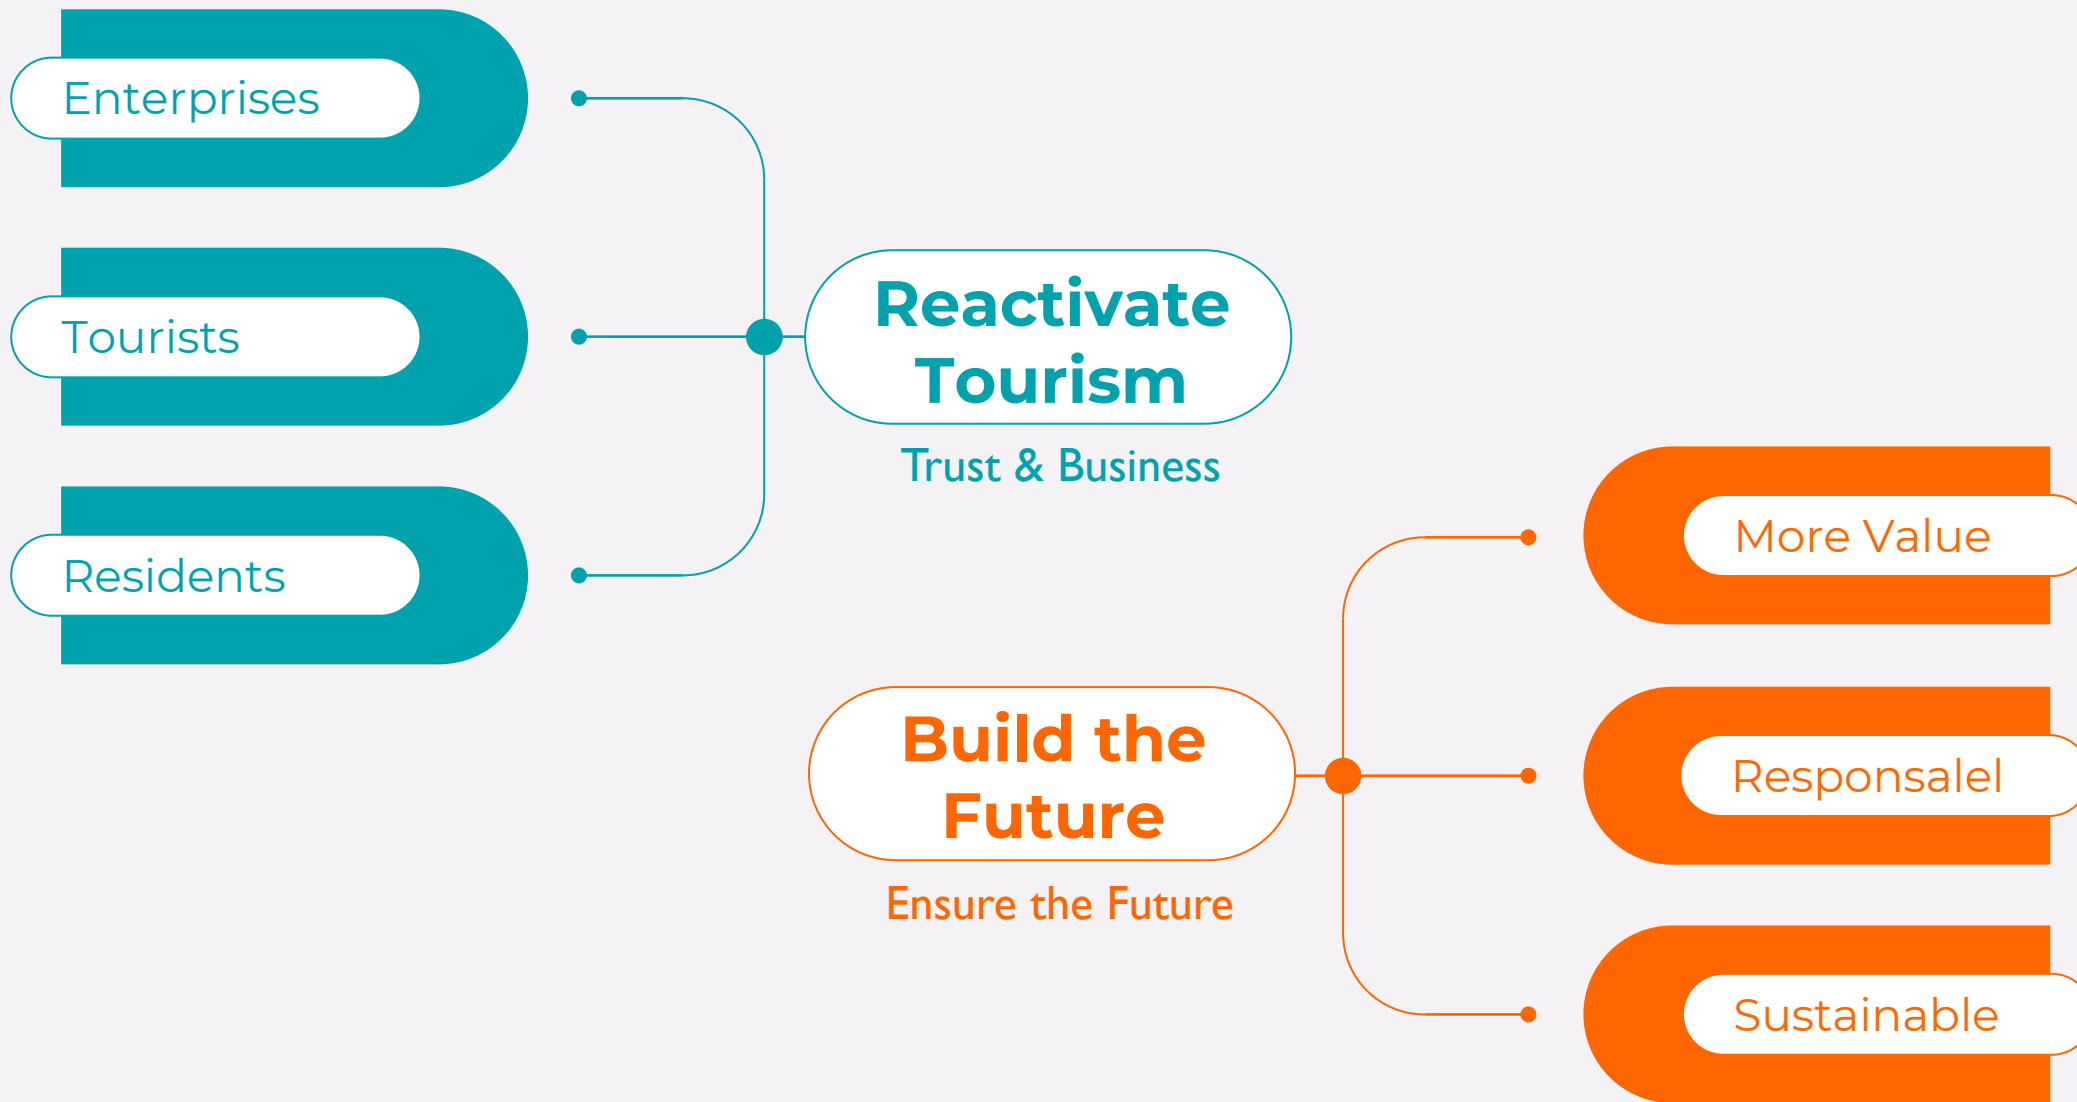 Enterprises
Tourists
Residents
Reactivate
Tourism
Trust & Business
Build the
Future
Ensure the Future
More Value
Responsalel
Sustainable